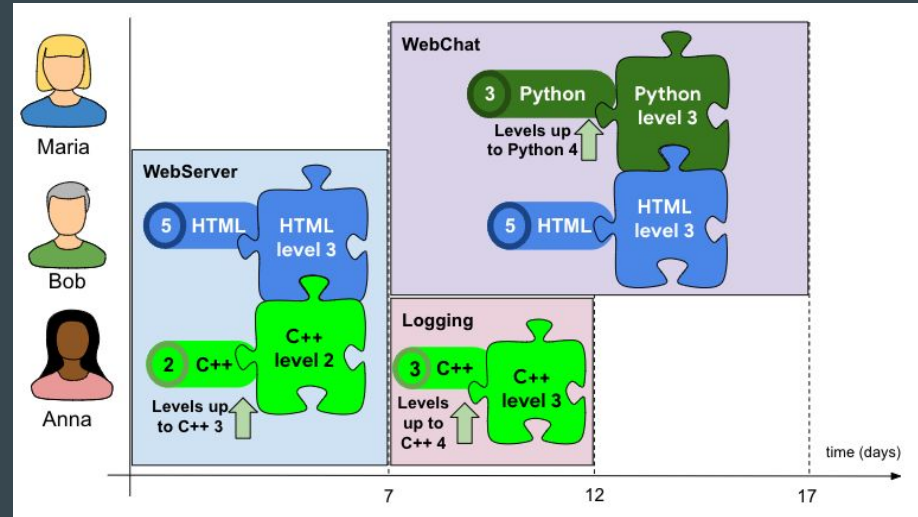 WebChat
3 Python
Python
level 3
Levels up
to Python 4
Maria
WebServer
5 HTML
HTML
level 3
5 HTML
HTML
level 3
Bob
Logging
2 C++
C++
level 2
3 C++
C++
level 3
Levels up
to C++ 3
Levels
up to
C++ 4
Anna
time (days)
7
12
17